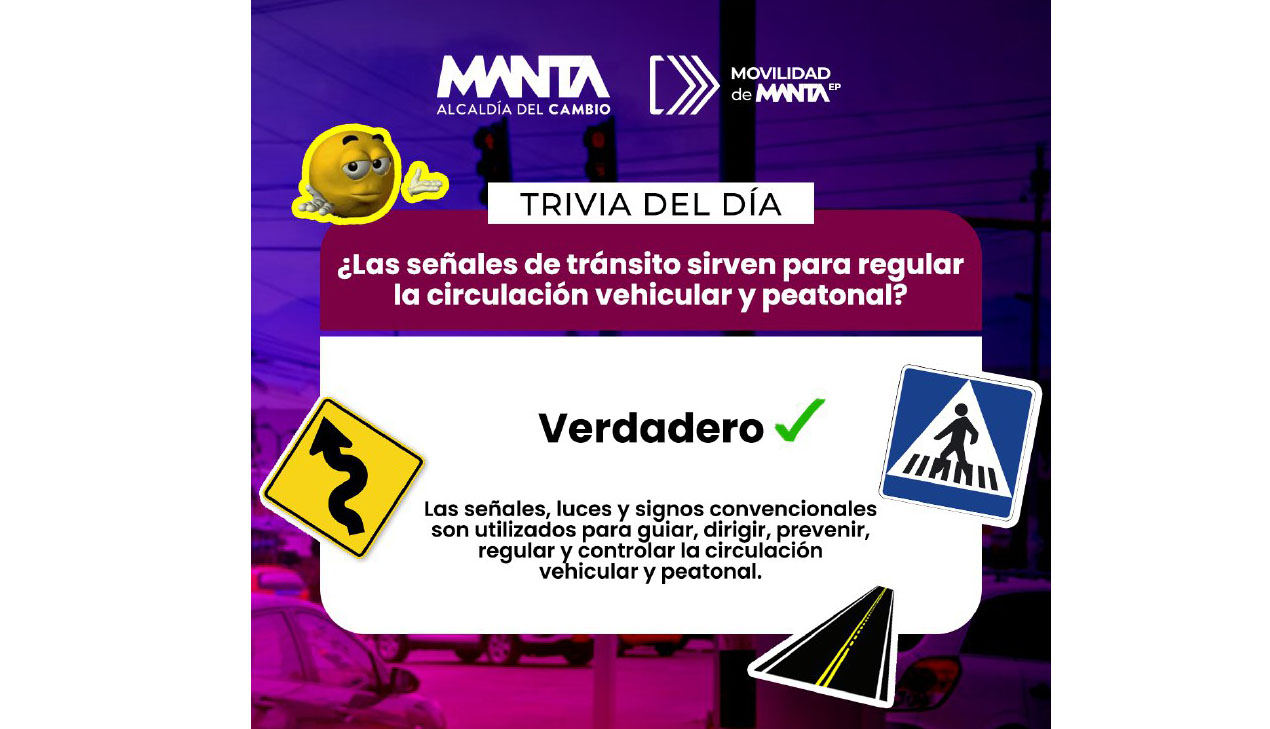 MANTA
ALCALDÍA DEL CAMBIO
MOVILIDAD
de MANTA EP
TRIVIA DEL DÍA
¿Las señales de tránsito sirven para regular
la circulación vehicular y peatonal?
Verdadero
Las señales, luces y signos convencionales
son utilizados para guiar, dirigir, prevenir,
regular y controlar la circulación
vehicular y peatonal.